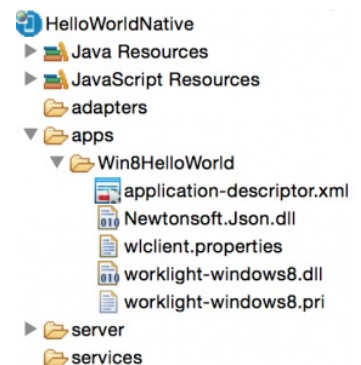 HelloWorldNative
Java Resources
JavaScript Resources
adapters
apps
Win8HelloWorld
application-descriptor.xml
Newtonsoft.Json.dll
wlclient.properties
worklight-windows8.dll
worklight-windows8.pri
server
services